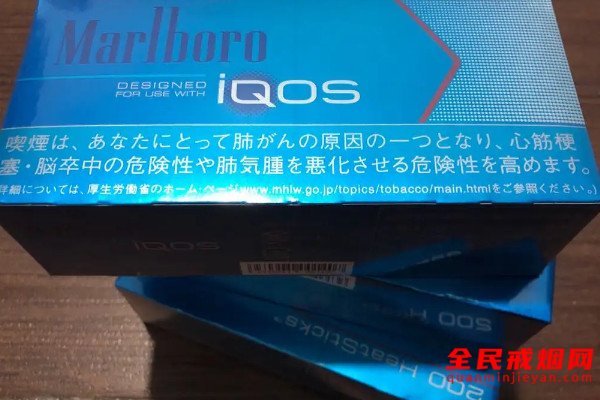 Marlboro
DESIGNED
FOR USE WITH
iQOS
喫煙は、あなたにとって肺がんの原因の一つとなり、心筋梗
塞・脳卒中の危険性や肺気腫を悪化させる危険性を高めます。
詳細については、厚生労働省のホーム・ページwww.mhlw.go.jp/topics/tobacco/main.htmlをご参照ください。)
iQOS
200 HeatSticks™
全民戒烟网
quanminjieyan.com